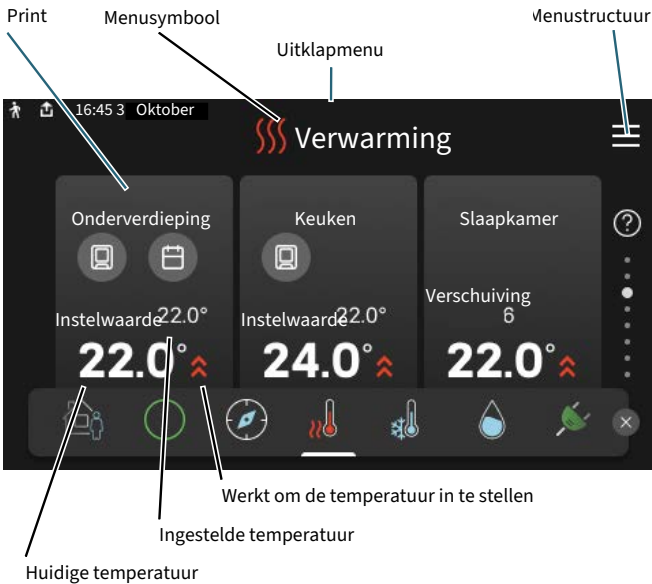 Print
Menusymbool
Menustructuur
Uitklapmenu
16:45 3 Oktober
Verwarming
Onderverdieping
Keuken
Slaapkamer
?
Instelwaarde 22.0°
Instelwaarde 22.0°
Verschuiving
6
22.0°
24.0°
22.0°
Werkt om de temperatuur in te stellen
Ingestelde temperatuur
Huidige temperatuur